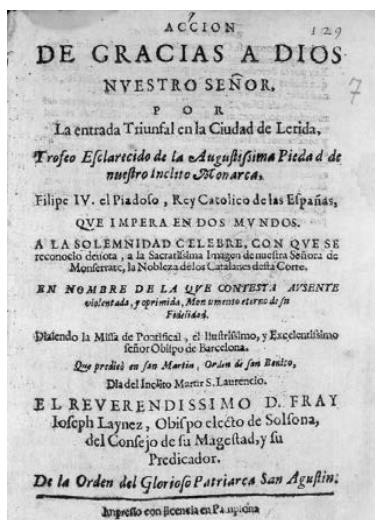 ACCION
129
DE GRACIAS A DIOS
7
NVESTRO SEÑOR.
POR
La entrada Triunfal en la Ciudad de Lerida,
Trofeo Esclarecido de la Augustissima Piedad de
nuestro inclito Monarca,
Filipe IV. el Piadoso, Rey Catolico de las Españas,
QVE IMPERA EN DOS MVNDOS.
A LA SOLEMNIDAD CELEBRE, CON QVE SE
reconocio deuota, a la Sacratissima Imagen de nuestra Señora de
Monserrate, la Nobleza de los Catalanes desta Corte.
EN NOMBRE DE LA QVE CONTESTA AVSENTE
violentada, y oprimida, Monumento eterno de su
Fidelidad.
Diziendo la Missa de Pontifical, el Ilustrissimo, y Excelentissimo
señor Obispo de Barcelona.
Que predicò en san Martin, Orden de san Benito,
Dia del Inclito Martir S. Laurencio.
EL REVERENDISSIMO D. FRAY
Ioseph Laynez, Obispo electo de Solsona,
del Consejo de su Magestad, y su
Predicador.
De la Orden del Glorioso Patriarca San Agustin.
Impresso con licencia en Pamplona